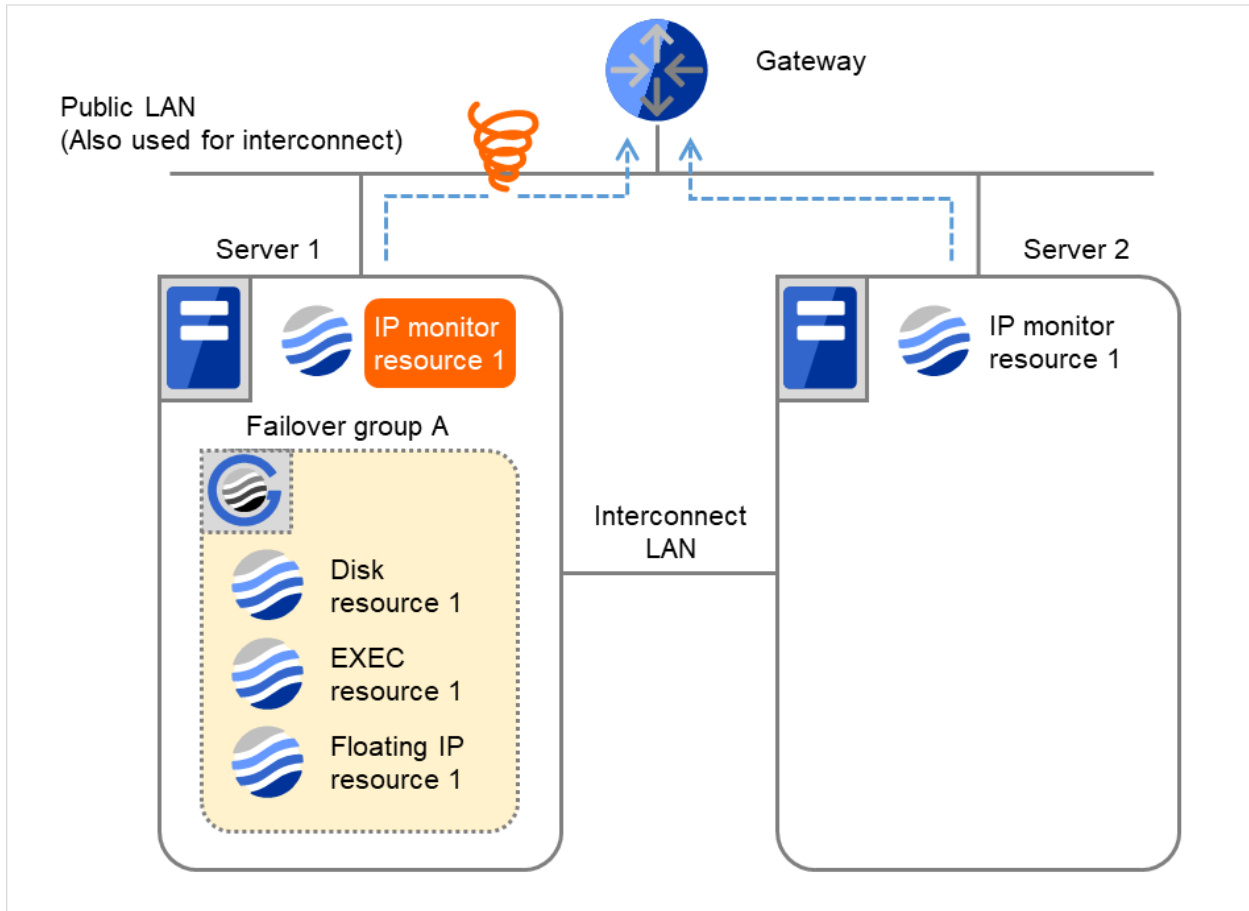 Gateway
Public LAN
(Also used for interconnect)
Server 1
Server 2
IP monitor
resource 1
IP monitor
resource 1
Failover group A
Interconnect
LAN
Disk
resource 1
EXEC
resource 1
Floating IP
resource 1